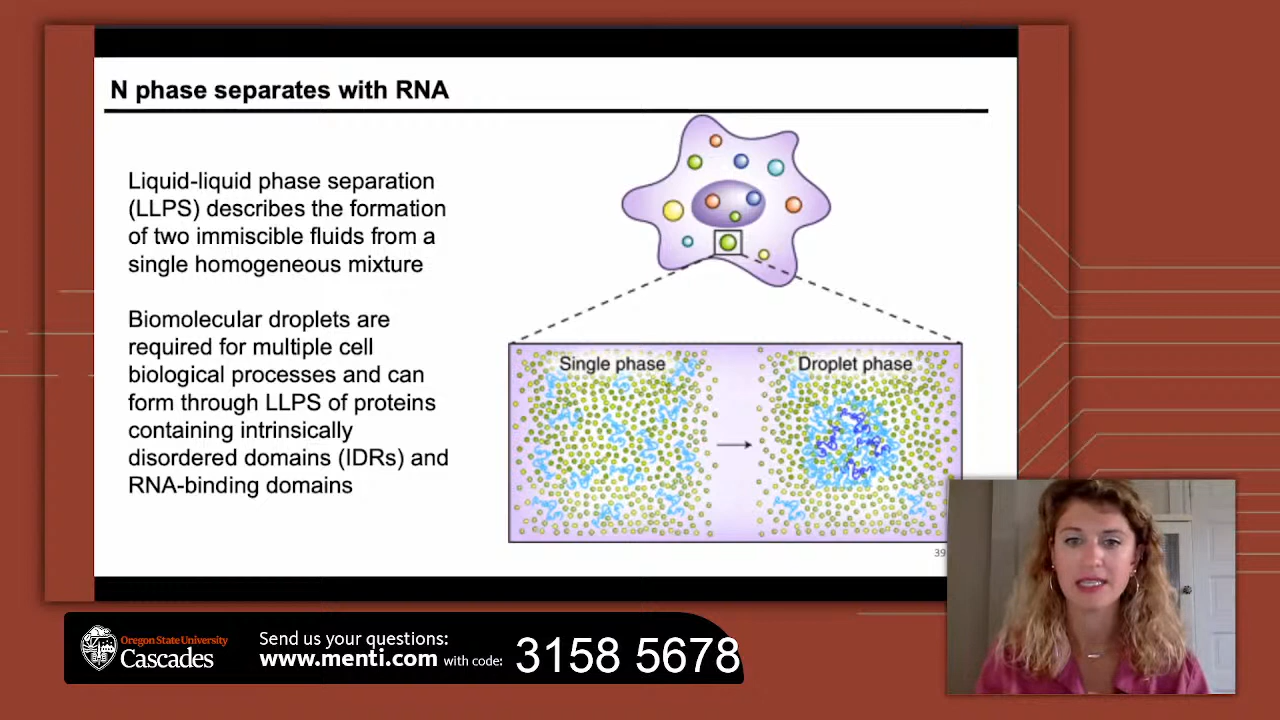 N phase separates with RNA
Liquid-liquid phase separation
(LLPS) describes the formation
of two immiscible fluids from a
single homogeneous mixture
Biomolecular droplets are
required for multiple cell
biological processes and can
form through LLPS of proteins
containing intrinsically
disordered domains (IDRs) and
RNA-binding domains
Single phase
Droplet phase
39
Oregon State University
Cascades
Send us your questions:
www.menti.com with code:
3158 5678